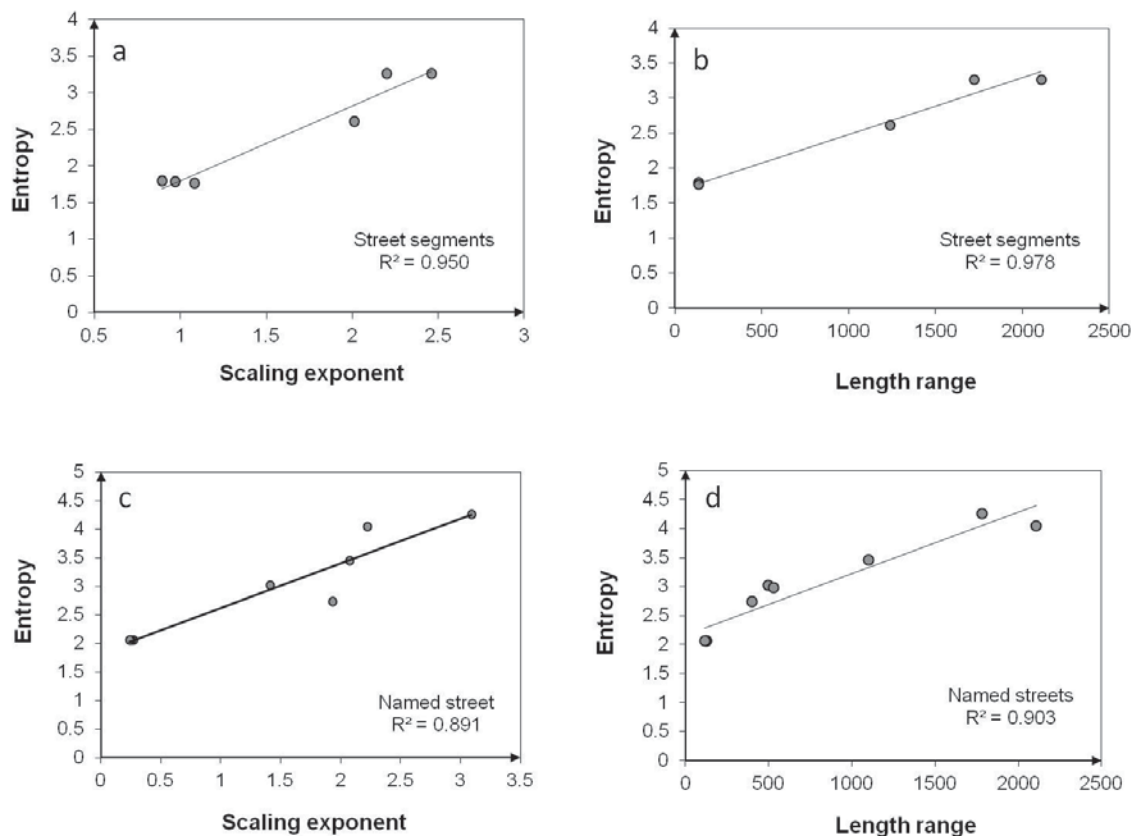 a
4
3.5
3
2.5
2
1.5
1
0.5
0
Entropy
Street segments
R² = 0.950
0.5 1 1.5 2 2.5 3
Scaling exponent
b
4
3.5
3
2.5
2
1.5
1
0.5
0
Entropy
Street segments
R² = 0.978
0 500 1000 1500 2000 2500
Length range
c
5
4.5
4
3.5
3
2.5
2
1.5
1
0.5
0
Entropy
Named street
R² = 0.891
0 0.5 1 1.5 2 2.5 3 3.5
Scaling exponent
d
5
4.5
4
3.5
3
2.5
2
1.5
1
0.5
0
Entropy
Named streets
R² = 0.903
0 500 1000 1500 2000 2500
Length range